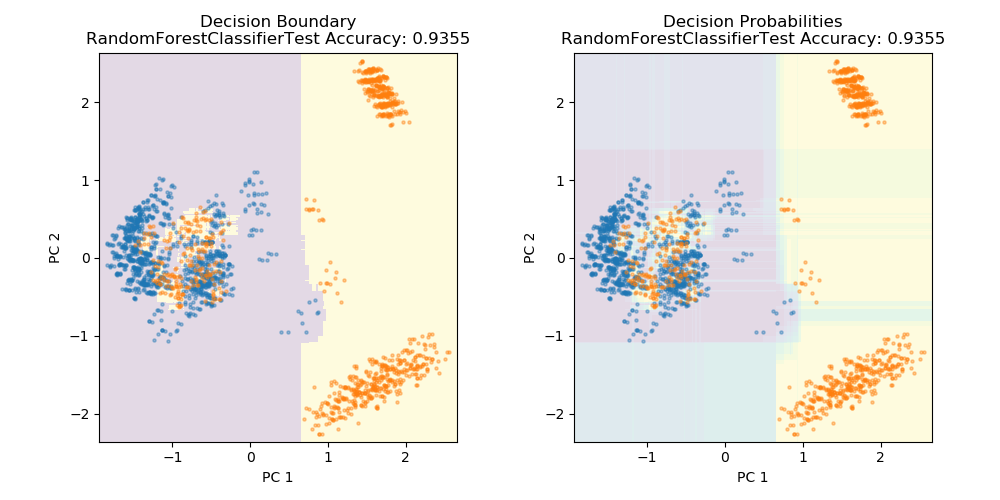 Decision Boundary
RandomForestClassifierTest Accuracy: 0.9355
2
1
0
−1
−2
PC 2
−1
0
1
2
PC 1
Decision Probabilities
RandomForestClassifierTest Accuracy: 0.9355
2
1
0
−1
−2
PC 2
−1
0
1
2
PC 1